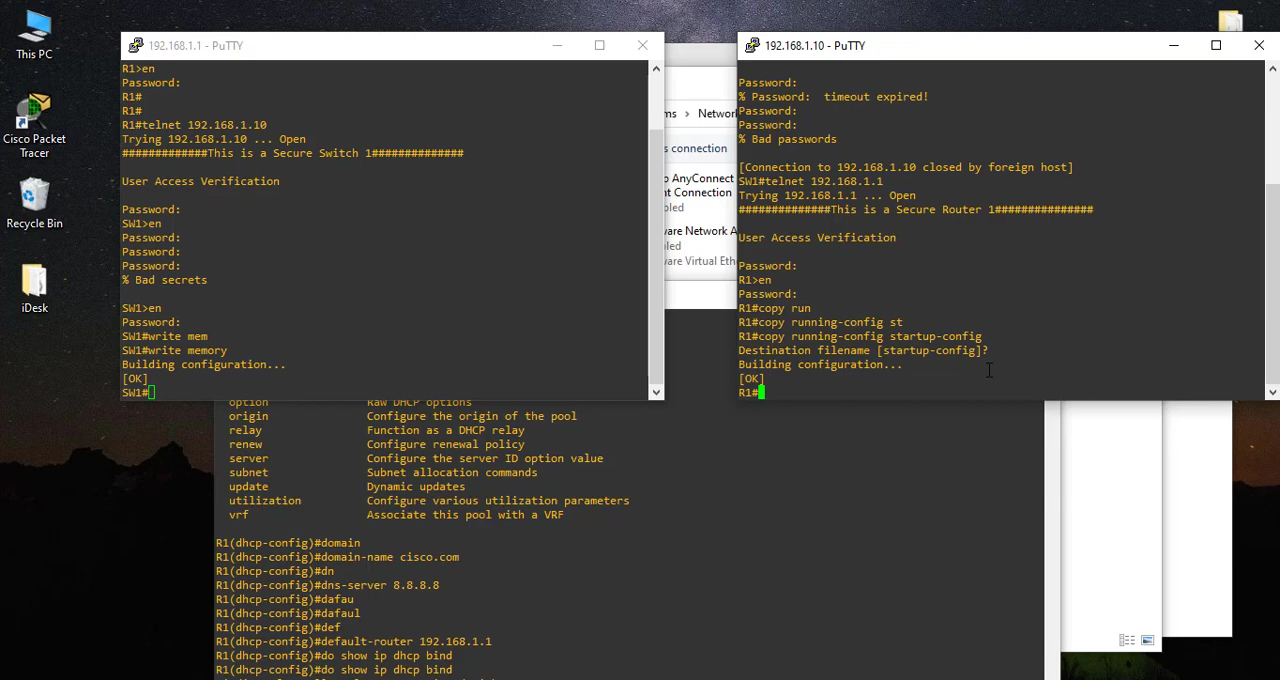 This PC
Cisco Packet
Tracer
Recycle Bin
iDesk
192.168.1.1 - PuTTY
R1>en
Password:
R1#
R1#
R1#telnet 192.168.1.10
Trying 192.168.1.10 ... Open
#############This is a Secure Switch 1##############
User Access Verification
Password:
SW1>en
Password:
Password:
Password:
% Bad secrets
SW1>en
Password:
SW1#write mem
SW1#write memory
Building configuration...
[OK]
SW1#
ms > Network
s connection
o AnyConnect
nt Connection
bled
ware Network A
bled
ware Virtual Eth
192.168.1.10 - PuTTY
Password:
% Password:  timeout expired!
Password:
Password:
% Bad passwords
[Connection to 192.168.1.10 closed by foreign host]
SW1#telnet 192.168.1.1
Trying 192.168.1.1 ... Open
##############This is a Secure Router 1###############
User Access Verification
Password:
R1>en
Password:
R1#copy run
R1#copy running-config st
R1#copy running-config startup-config
Destination filename [startup-config]?
Building configuration...
[OK]
R1#
option Raw DHCP options
origin Configure the origin of the pool
relay Function as a DHCP relay
renew Configure renewal policy
server Configure the server ID option value
subnet Subnet allocation commands
update Dynamic updates
utilization Configure various utilization parameters
vrf Associate this pool with a VRF
R1(dhcp-config)#domain
R1(dhcp-config)#domain-name cisco.com
R1(dhcp-config)#dn
R1(dhcp-config)#dns-server 8.8.8.8
R1(dhcp-config)#dafau
R1(dhcp-config)#dafaul
R1(dhcp-config)#def
R1(dhcp-config)#default-router 192.168.1.1
R1(dhcp-config)#do show ip dhcp bind
R1(dhcp-config)#do show ip dhcp bind